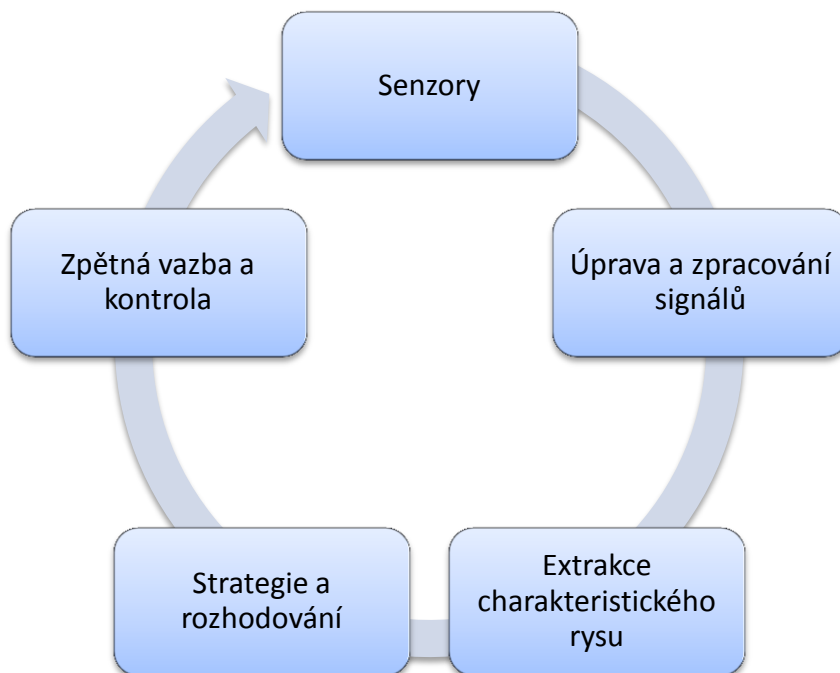 Senzory
Úprava a zpracování
signálů
Extrakce
charakteristického
rysu
Strategie a
rozhodování
Zpětná vazba a
kontrola